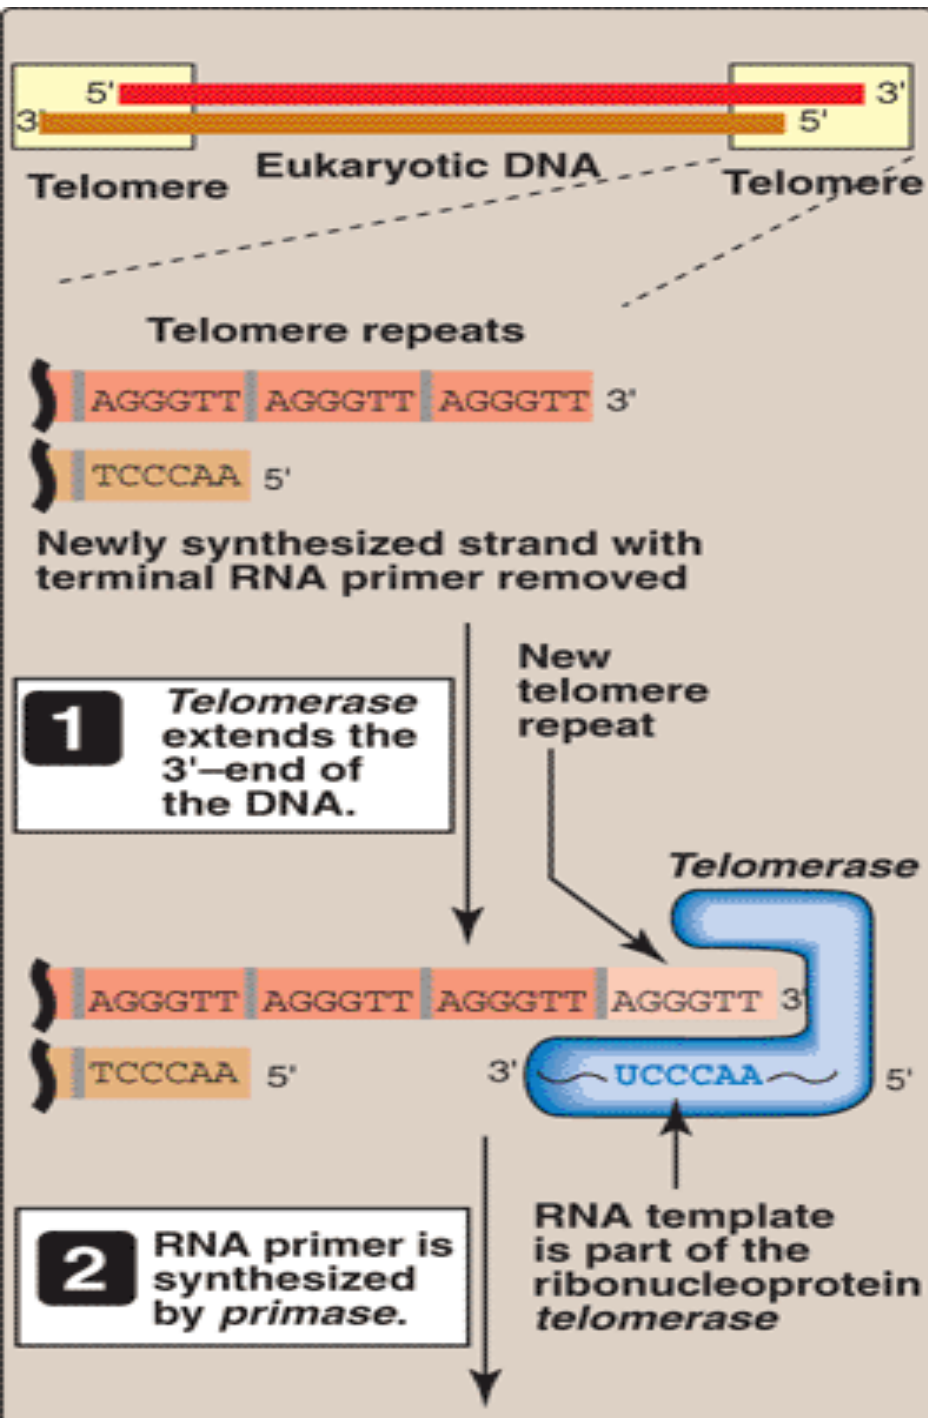 5' 3'
3' 5'
Telomere Eukaryotic DNA Telomere
Telomere repeats
AGGGTT AGGGTT AGGGTT 3'
TCCCAA 5'
Newly synthesized strand with
terminal RNA primer removed
1 Telomerase
extends the
3'–end of
the DNA.
New
telomere
repeat
Telomerase
AGGGTT AGGGTT AGGGTT AGGGTT 3'
TCCCAA 5' 3' UCCCAA 5'
2 RNA primer is
synthesized
by primase.
RNA template
is part of the
ribonucleoprotein
telomerase